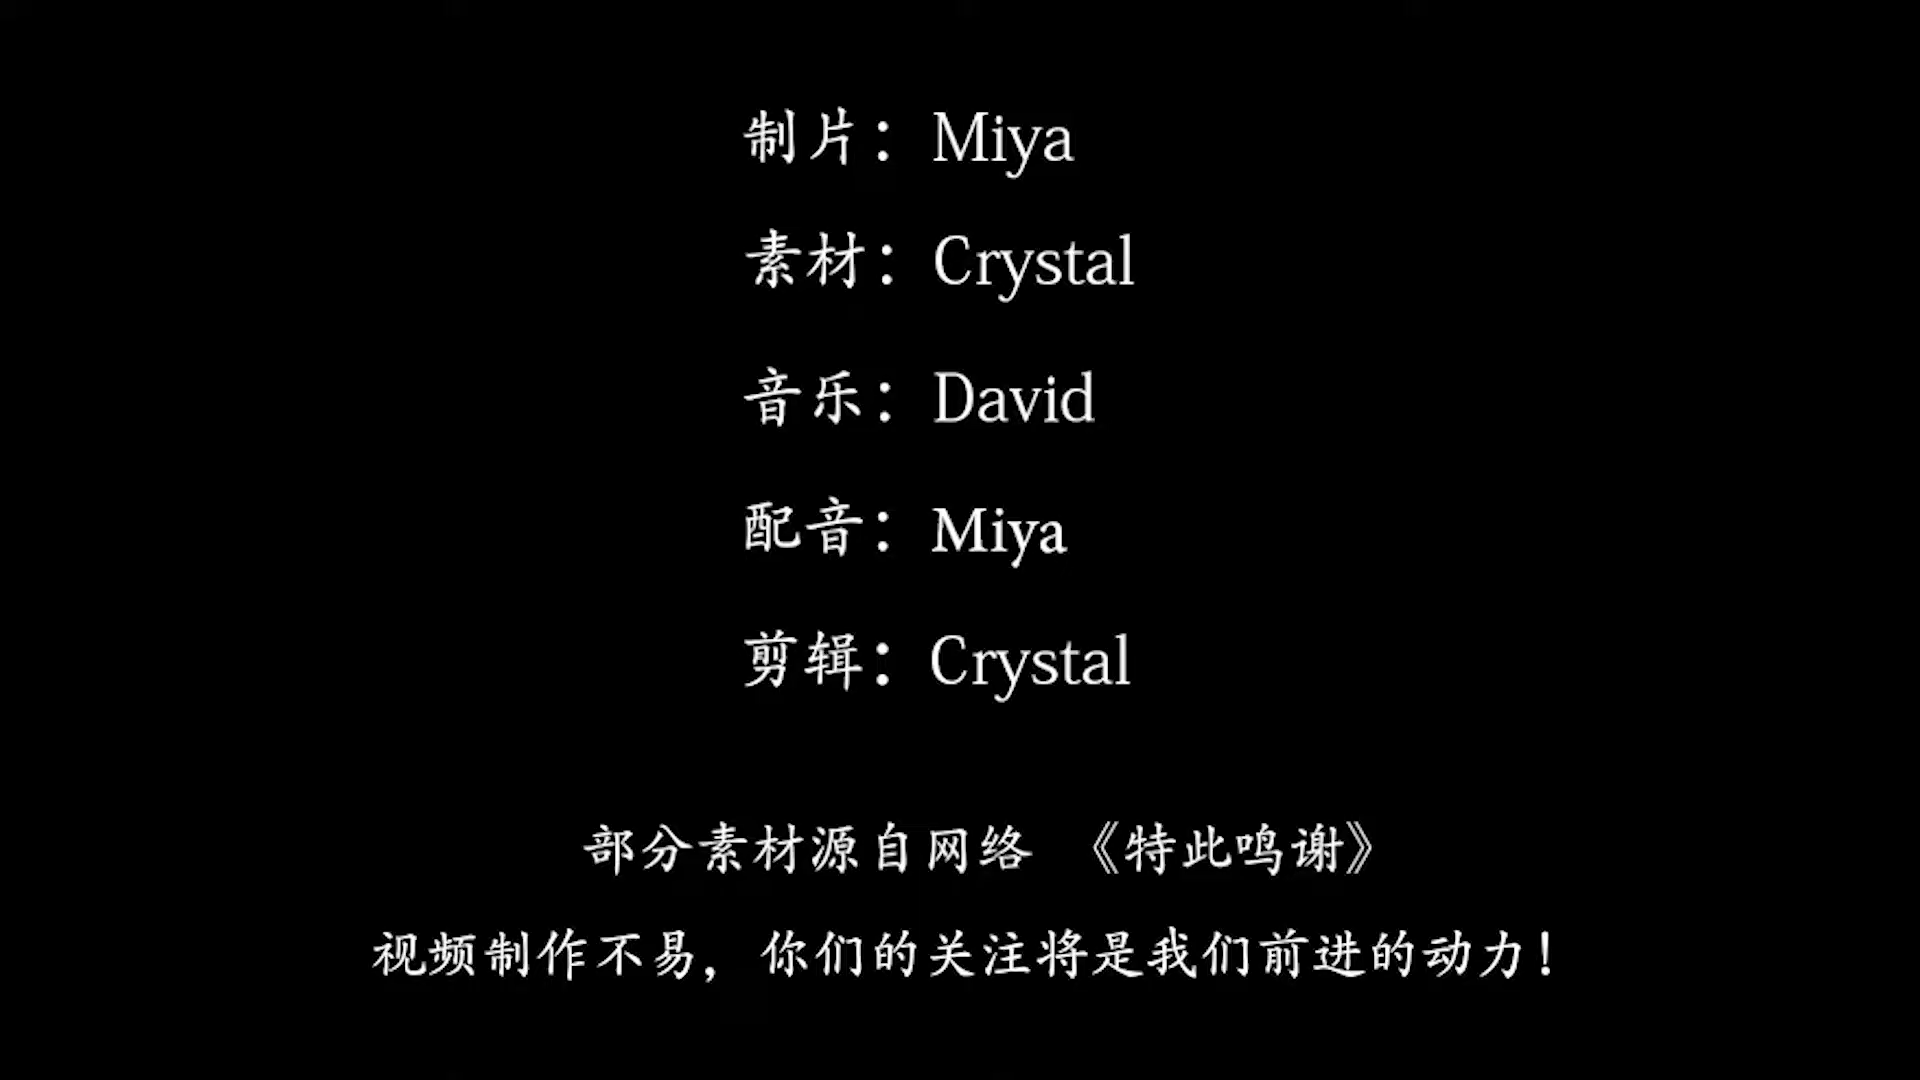 制片：Miya
素材：Crystal
音乐：David
配音：Miya
剪辑：Crystal
部分素材源自网络 《特此鸣谢》
视频制作不易，你们的关注将是我们前进的动力！